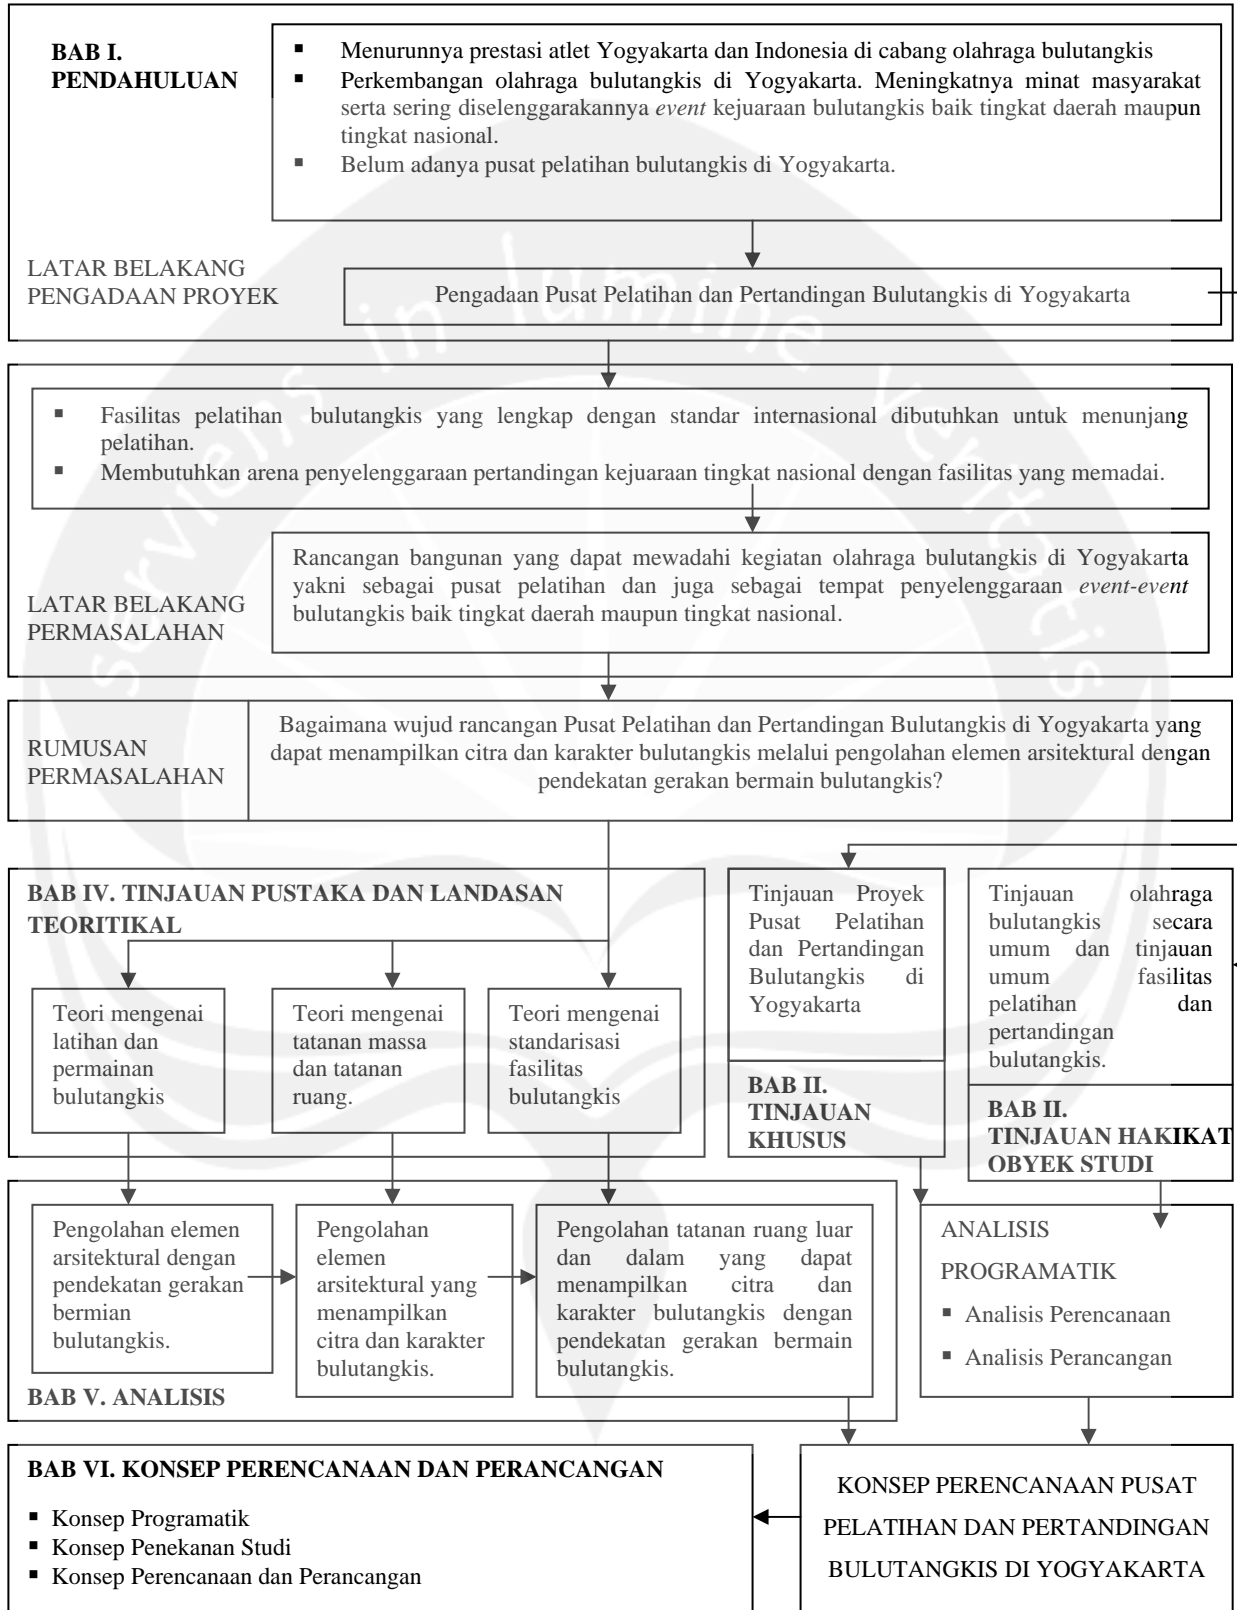 BAB I.
PENDAHULUAN
▪ Menurunnya prestasi atlet Yogyakarta dan Indonesia di cabang olahraga bulutangkis
▪ Perkembangan olahraga bulutangkis di Yogyakarta. Meningkatnya minat masyarakat
serta sering diselenggarakannya event kejuaraan bulutangkis baik tingkat daerah maupun
tingkat nasional.
▪ Belum adanya pusat pelatihan bulutangkis di Yogyakarta.
LATAR BELAKANG
PENGADAAN PROYEK
Pengadaan Pusat Pelatihan dan Pertandingan Bulutangkis di Yogyakarta
▪ Fasilitas pelatihan bulutangkis yang lengkap dengan standar internasional dibutuhkan untuk menunjang
pelatihan.
▪ Membutuhkan arena penyelenggaraan pertandingan kejuaraan tingkat nasional dengan fasilitas yang memadai.
Rancangan bangunan yang dapat mewadahi kegiatan olahraga bulutangkis di Yogyakarta
yakni sebagai pusat pelatihan dan juga sebagai tempat penyelenggaraan event-event
bulutangkis baik tingkat daerah maupun tingkat nasional.
LATAR BELAKANG
PERMASALAHAN
RUMUSAN
PERMASALAHAN
Bagaimana wujud rancangan Pusat Pelatihan dan Pertandingan Bulutangkis di Yogyakarta yang
dapat menampilkan citra dan karakter bulutangkis melalui pengolahan elemen arsitektural dengan
pendekatan gerakan bermain bulutangkis?
BAB IV. TINJAUAN PUSTAKA DAN LANDASAN
TEORITIKAL
Teori mengenai
latihan dan
permainan
bulutangkis
Teori mengenai
tatanan massa
dan tatanan
ruang.
Teori mengenai
standarisasi
fasilitas
bulutangkis
Tinjauan Proyek
Pusat Pelatihan
dan Pertandingan
Bulutangkis di
Yogyakarta
BAB II.
TINJAUAN
KHUSUS
Tinjauan olahraga
bulutangkis secara
umum dan tinjauan
umum fasilitas
pelatihan dan
pertandingan
bulutangkis.
BAB II.
TINJAUAN HAKIKAT
OBYEK STUDI
Pengolahan elemen
arsitektural dengan
pendekatan gerakan
bermian
bulutangkis.
Pengolahan
elemen
arsitektural yang
menampilkan
citra dan karakter
bulutangkis.
Pengolahan tatanan ruang luar
dan dalam yang dapat
menampilkan citra dan
karakter bulutangkis dengan
pendekatan gerakan bermain
bulutangkis.
BAB V. ANALISIS
ANALISIS
PROGRAMATIK
▪ Analisis Perencanaan
▪ Analisis Perancangan
BAB VI. KONSEP PERENCANAAN DAN PERANCANGAN
▪ Konsep Programatik
▪ Konsep Penekanan Studi
▪ Konsep Perencanaan dan Perancangan
KONSEP PERENCANAAN PUSAT
PELATIHAN DAN PERTANDINGAN
BULUTANGKIS DI YOGYAKARTA
serviens in lumine veritatis